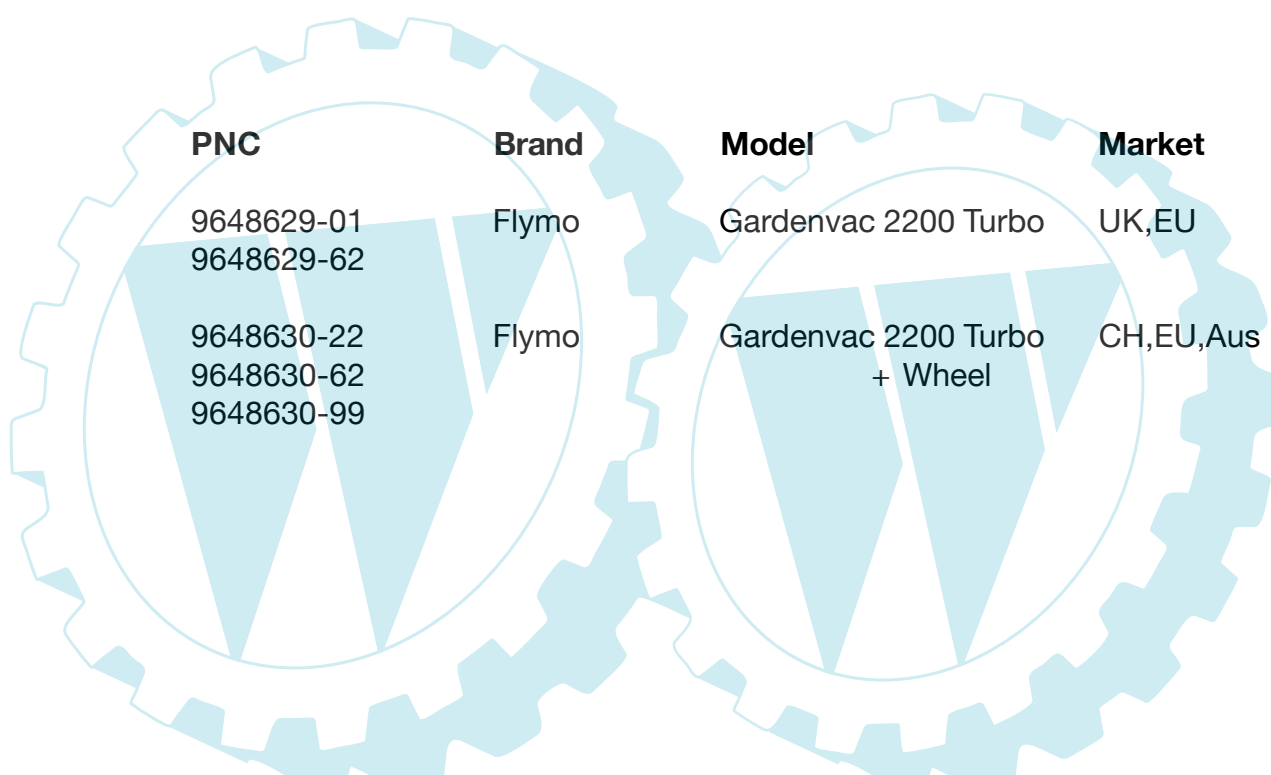 PNC Brand Model Market
9648629-01 Flymo Gardenvac 2200 Turbo UK,EU
9648629-62
9648630-22 Flymo Gardenvac 2200 Turbo CH,EU,Aus
9648630-62 + Wheel
9648630-99